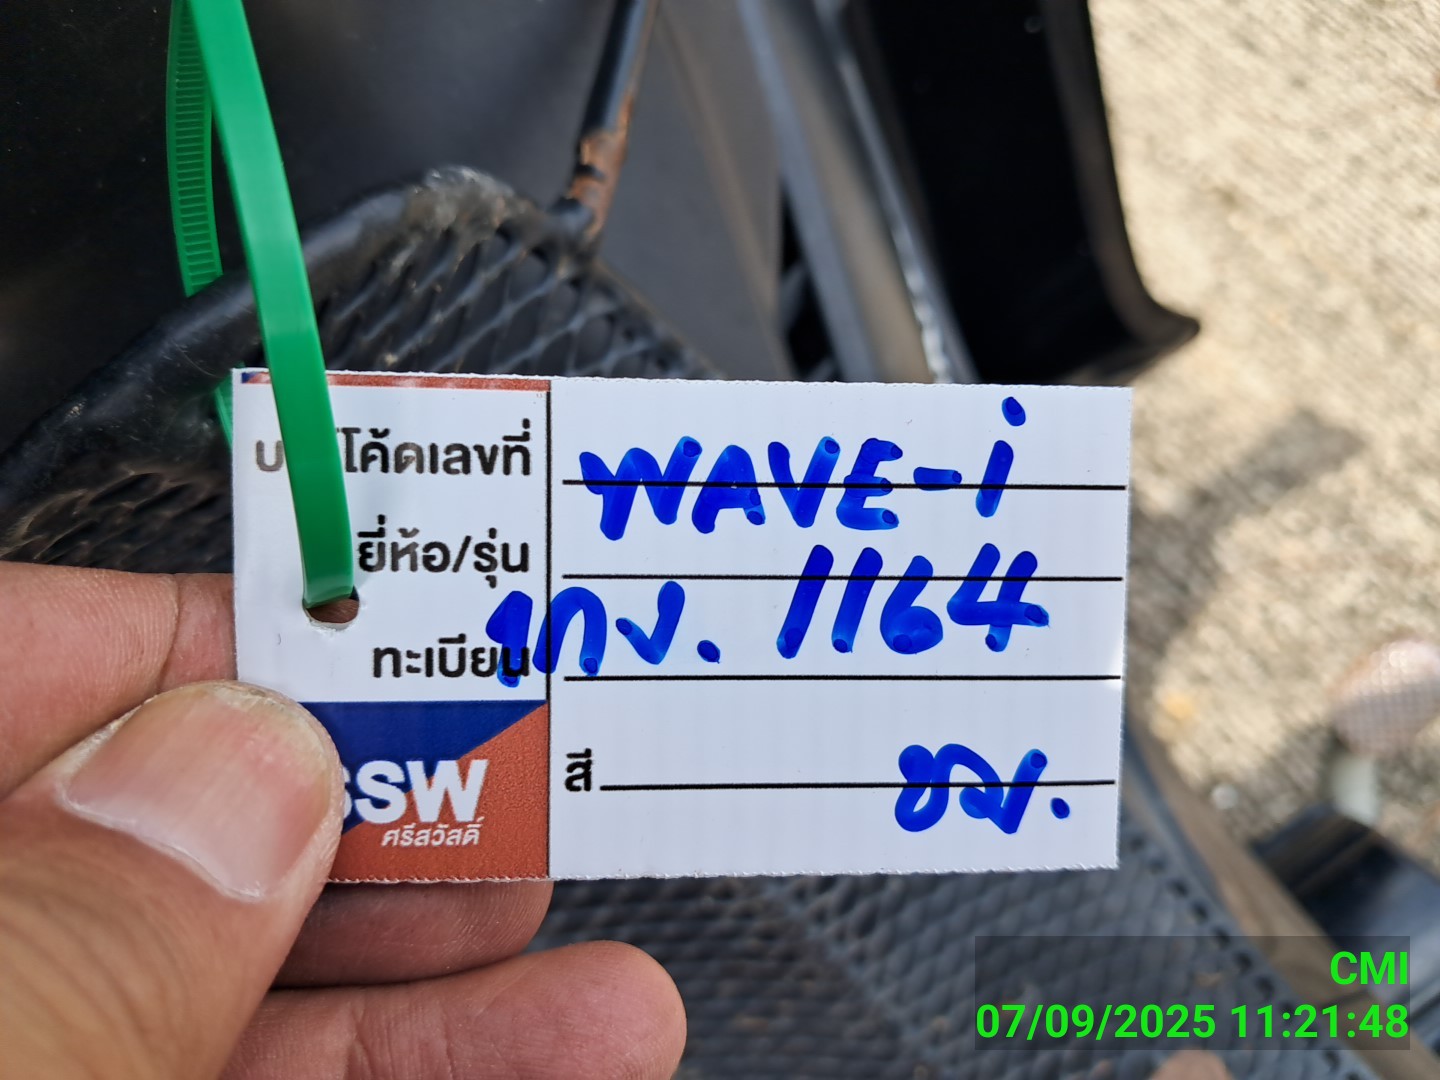 โค้ดเลขที่ WAVE-i
ยี่ห้อ/รุ่น
ทะเบียน 1กง. 1164
สี ชม.
SSW
ศรีสวัสดิ์
CMI
07/09/2025 11:21:48